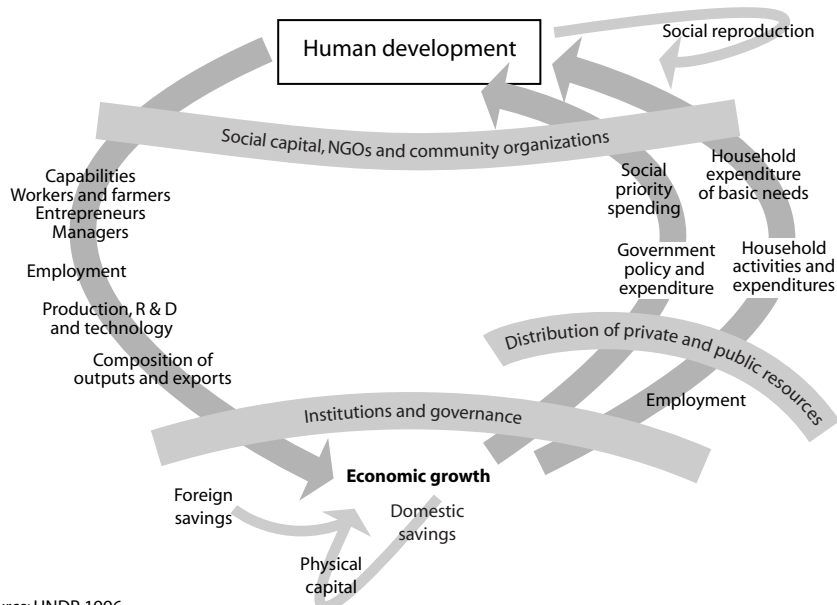 Human development
Social reproduction
Social capital, NGOs and community organizations
Capabilities
Workers and farmers
Entrepreneurs
Managers
Employment
Production, R & D
and technology
Composition of
outputs and exports
Social
priority
spending
Household
expenditure
of basic needs
Government
policy and
expenditure
Household
activities and
expenditures
Distribution of private and public resources
Employment
Institutions and governance
Economic growth
Foreign
savings
Domestic
savings
Physical
capital
UNDP 1996